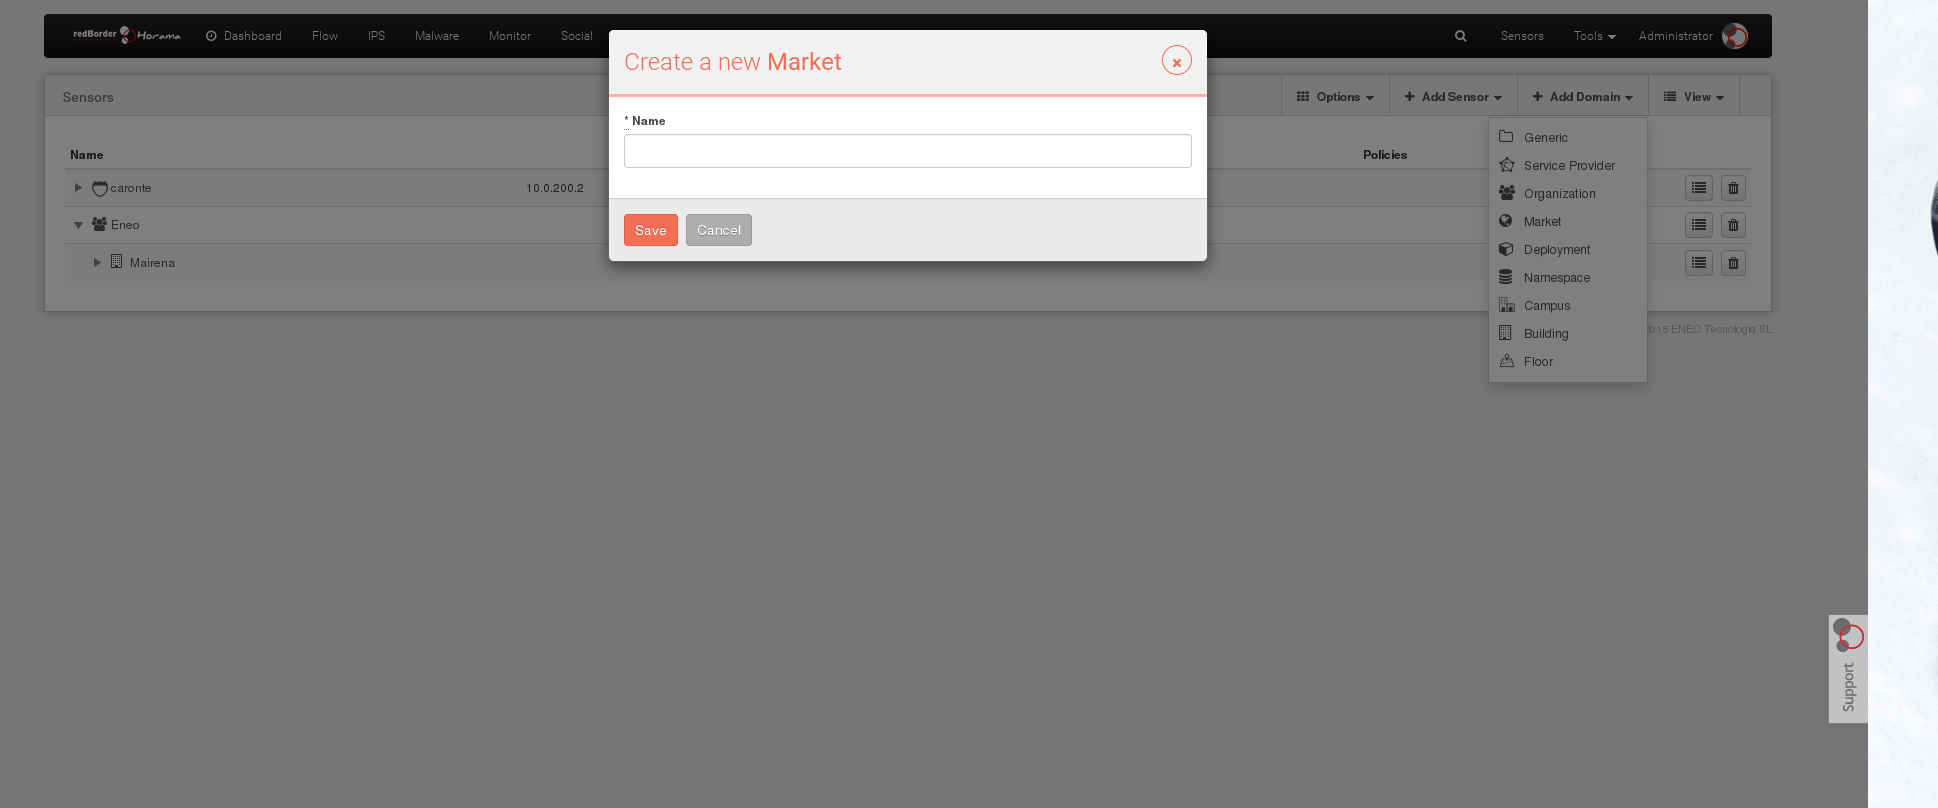 redBorder Horama Dashboard Flow IPS Malware Monitor Social Sensors Tools Administrator
Create a new Market
Sensors Options Add Sensor Add Domain View
* Name
Name Policies
caronte 10.0.200.2
Eneo
Mairena
Save Cancel
Generic
Service Provider
Organization
Market
Deployment
Namespace
Campus
Building
Floor
2015 ENEO Tecnología SL
Support